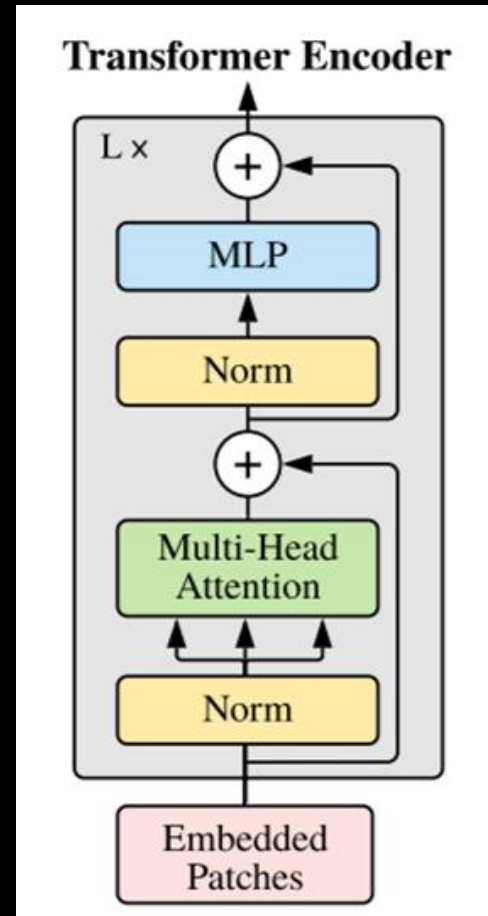 Transformer Encoder
L x
+
MLP
Norm
+
Multi-Head
Attention
Norm
Embedded
Patches